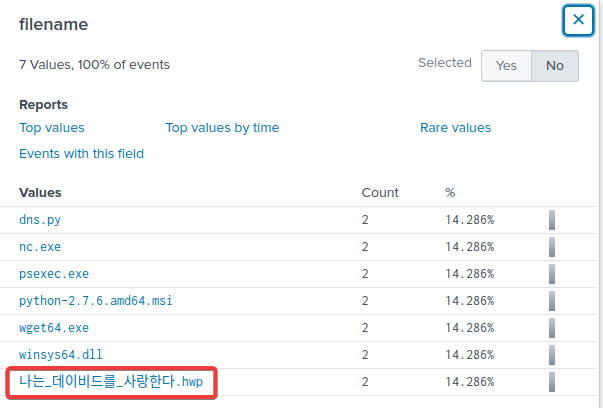 filename
7 Values, 100% of events
Selected Yes No
Reports
Top values Top values by time Rare values
Events with this field
Values Count %
dns.py 2 14.286%
nc.exe 2 14.286%
psexec.exe 2 14.286%
python-2.7.6.amd64.msi 2 14.286%
wget64.exe 2 14.286%
winsys64.dll 2 14.286%
나는_데이비드를_사랑한다.hwp 2 14.286%